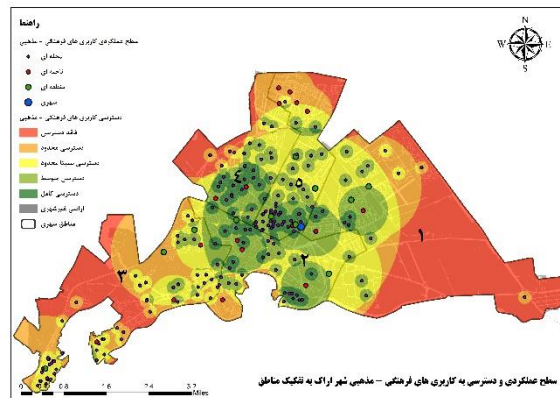 راهنما
سطح عملکردی کاربری های فرهنگی - مذهبی
محله ای
ناحیه ای
منطقه ای
شهری
دسترسی کاربری های فرهنگی - مذهبی
فاقد دسترسی
دسترسی محدود
دسترسی نسبتا محدود
دسترسی متوسط
دسترسی کامل
اراضی غیرشهری
مناطق شهری
N
W E
S
۴
۵
۱
۲
۳
0 0.4 0.8 1.6 2.4 3.2
Miles
سطح عملکردی و دسترسی به کاربری های فرهنگی - مذهبی شهر اراک به تفکیک مناطق